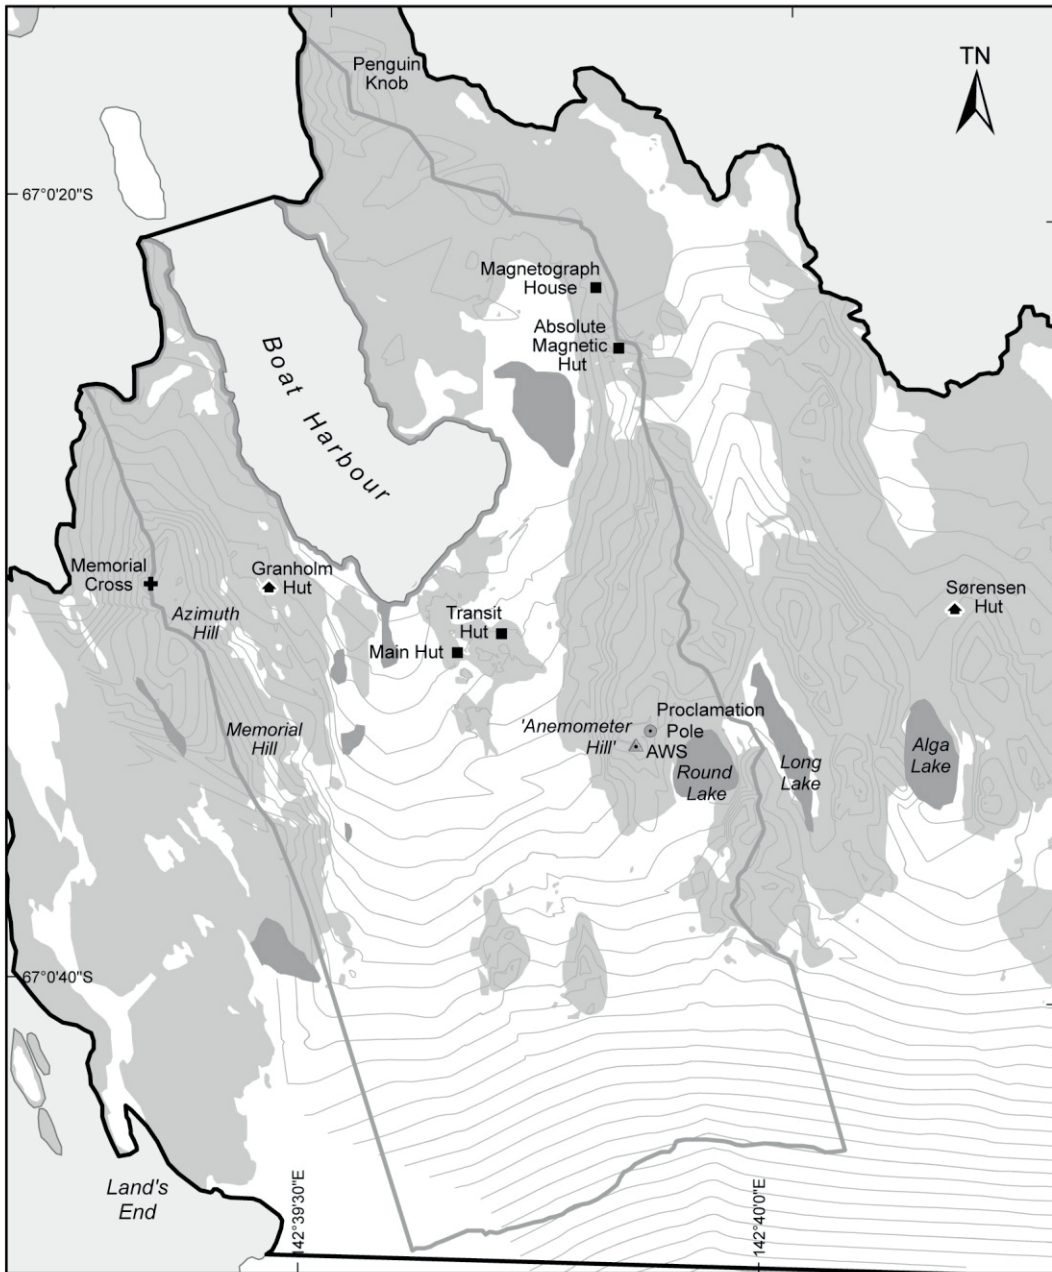 TN
Penguin
Knob
67°0'20"S
Magnetograph
House
Absolute
Magnetic
Hut
Boat Harbour
Memorial
Cross
Granholm
Hut
Azimuth
Hill
Transit
Hut
Main Hut
Sørensen
Hut
Memorial
Hill
'Anemometer
Hill'
Proclamation
Pole
AWS
Round
Lake
Long
Lake
Alga
Lake
67°0'40"S
Land's
End
142°39'30"E
142°40'0"E